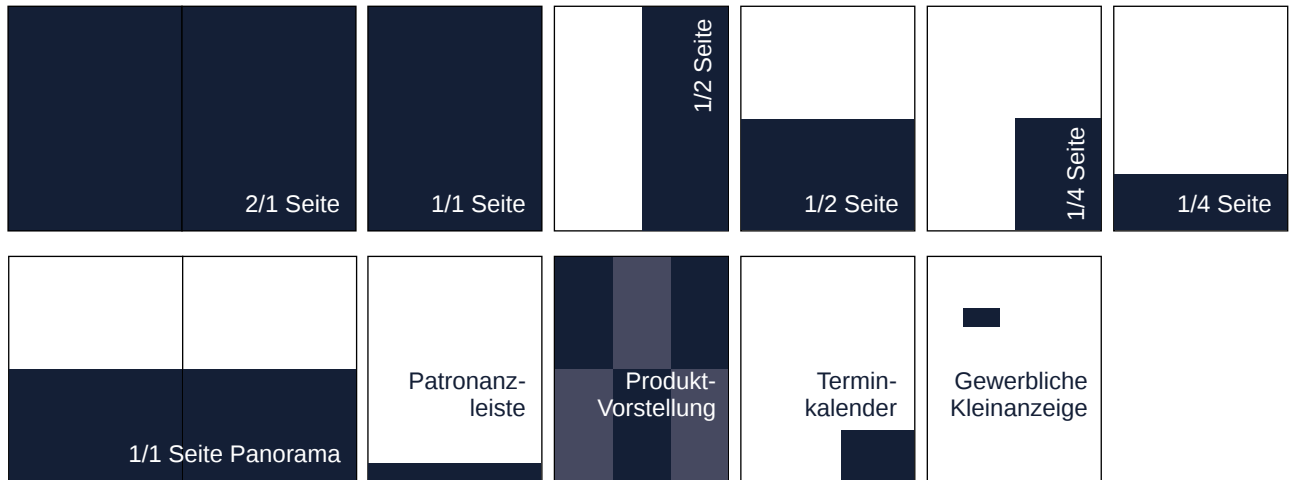 2/1 Seite
1/1 Seite
1/2 Seite
1/2 Seite
1/4 Seite
1/4 Seite
1/1 Seite Panorama
Patronanz-
leiste
Produkt-
Vorstellung
Termin-
kalender
Gewerbliche
Kleinanzeige